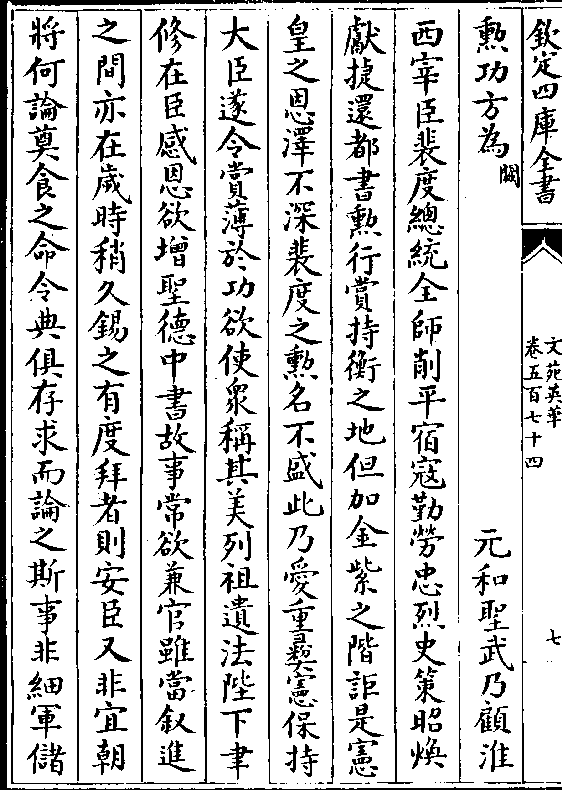 欽定四庫全書
文苑英華
卷五百七十四
七
勲功方為闕元和聖武乃顧淮
西宰臣裴度總統全師削平宿寇勤勞忠烈史策昭煥
獻捷還都書勲行賞持衡之地但加金紫之階詎是憲
皇之恩澤不深裴度之勲名不盛此乃愛重彛憲保持
大臣遂令賞薄於功欲使衆稱其美列祖遺法陛下聿
修在臣感恩欲增聖德中書故事常欲兼官雖當叙進
之間亦在歲時稍久錫之有度拜者則安臣又非宜朝
將何論奠食之命令典俱存求而論之斯事非細軍儲